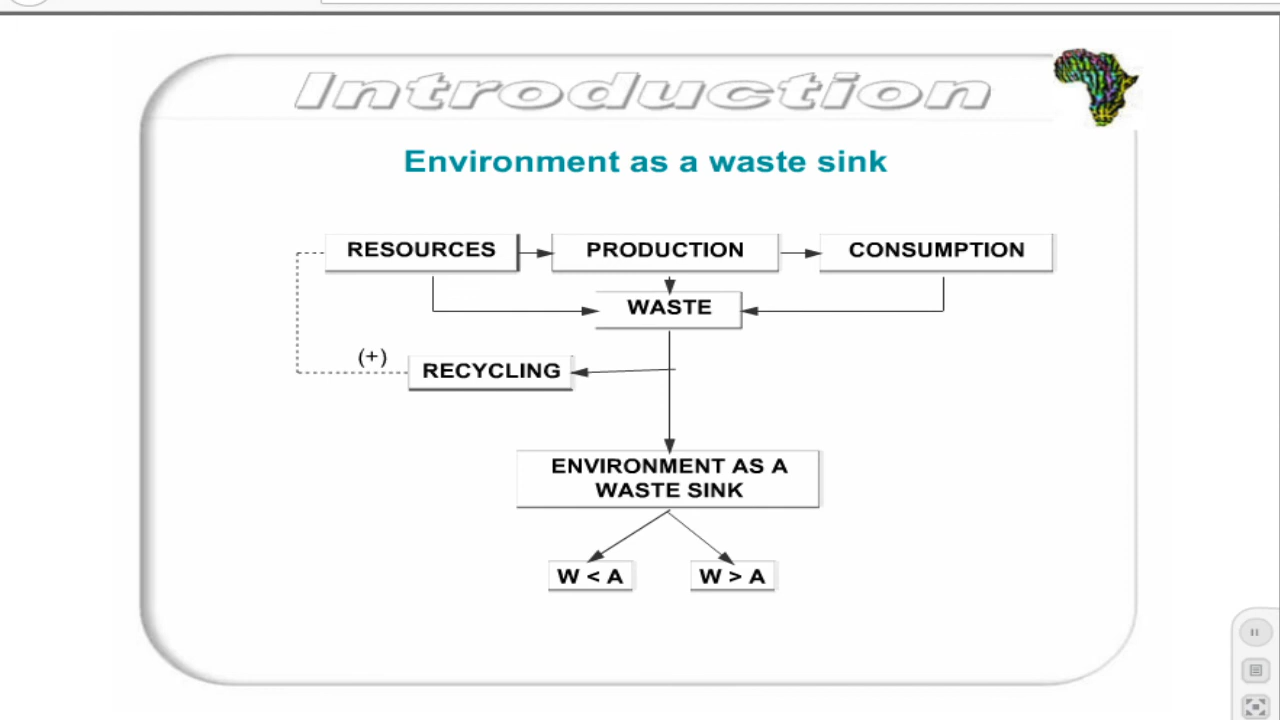 Introduction
Environment as a waste sink
RESOURCES
PRODUCTION
CONSUMPTION
WASTE
(+)
RECYCLING
ENVIRONMENT AS A
WASTE SINK
W < A
W > A